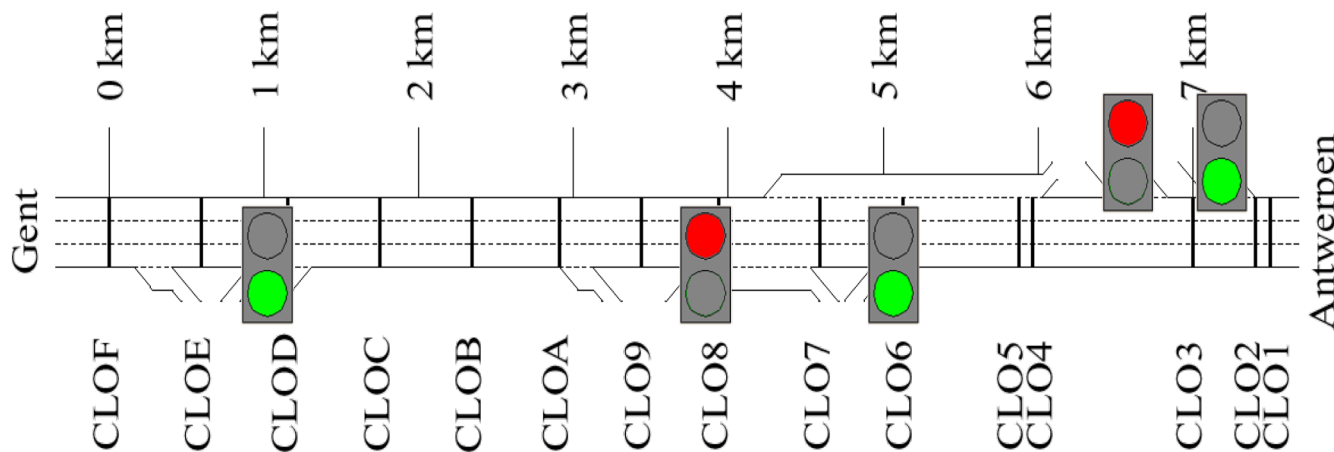 0 km
1 km
2 km
3 km
4 km
5 km
6 km
7 km
Gent
Antwerpen
CLOF
CLOE
CLOD
CLOC
CLOB
CLOA
CLO9
CLO8
CLO7
CLO6
CLO5
CLO4
CLO3
CLO2
CLO1